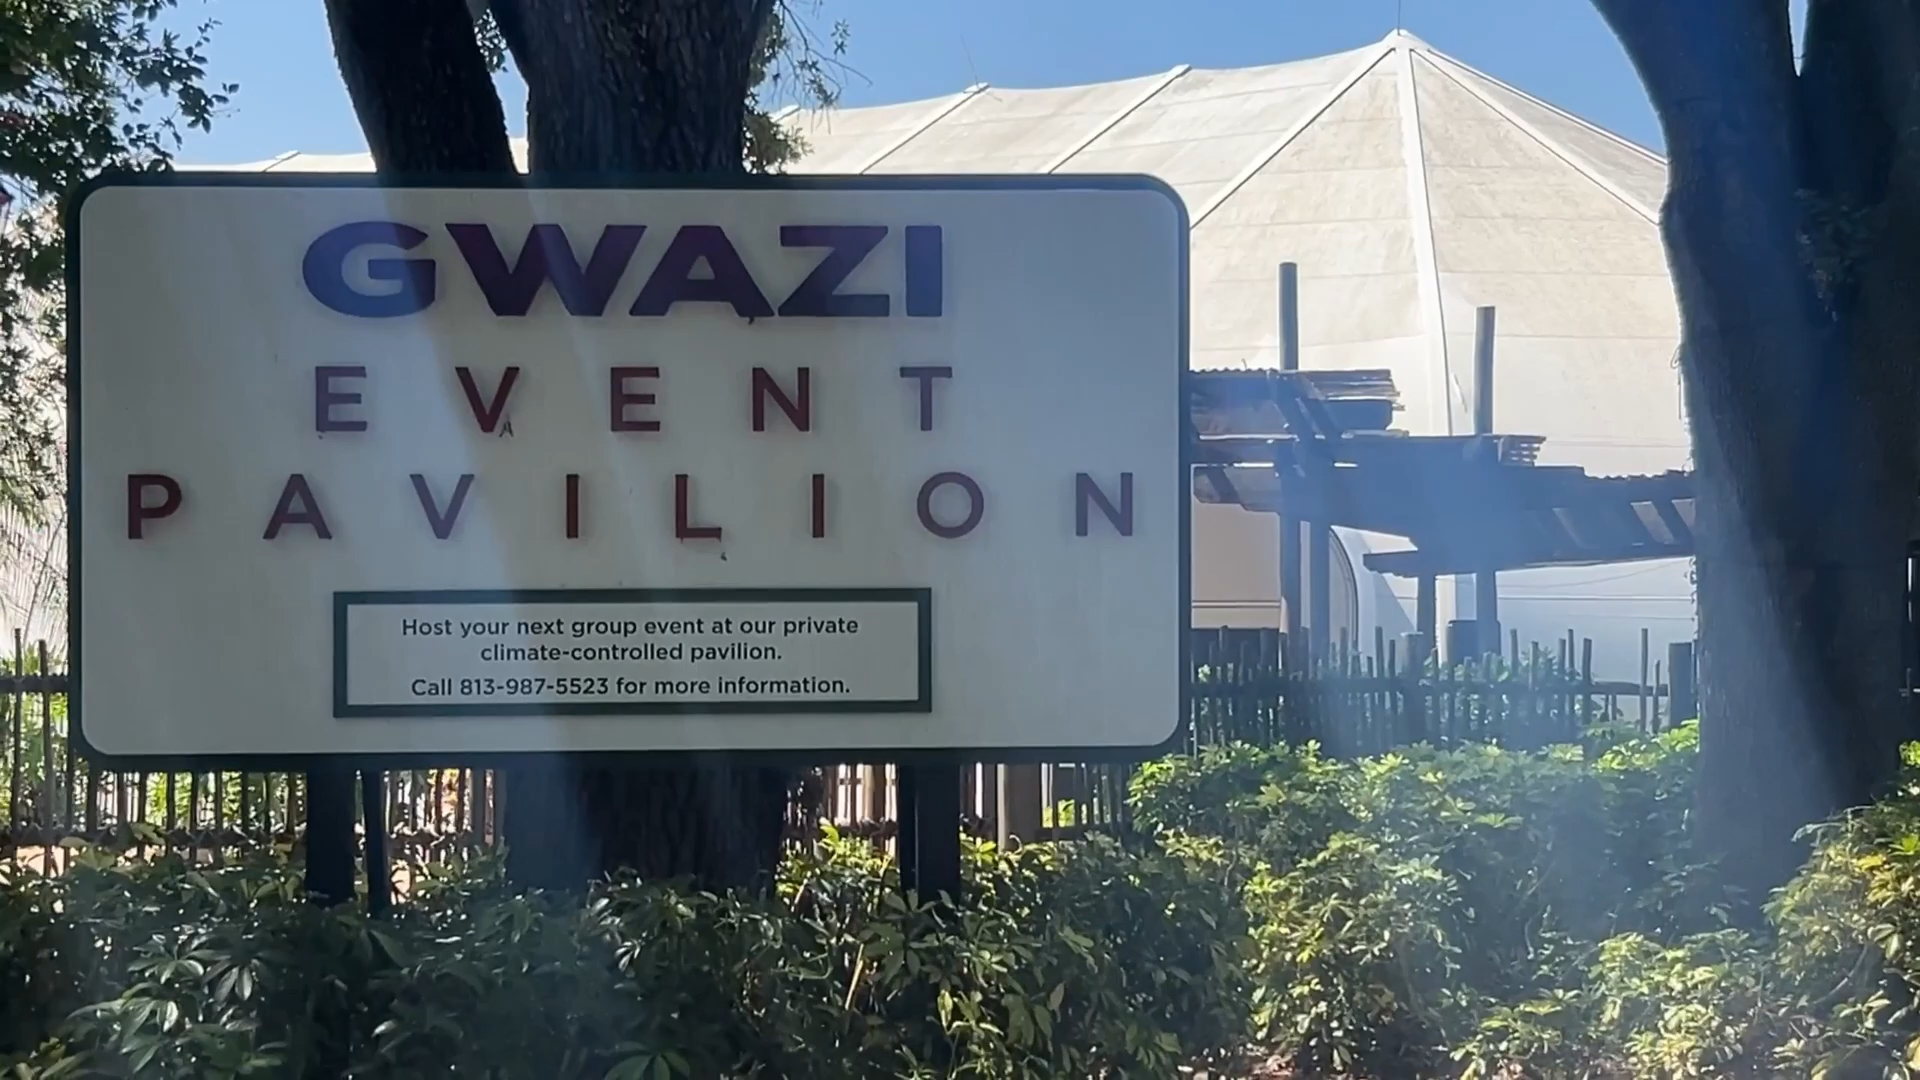 GWAZI
EVENT
PAVILION
Host your next group event at our private
climate-controlled pavilion.
Call 813-987-5523 for more information.